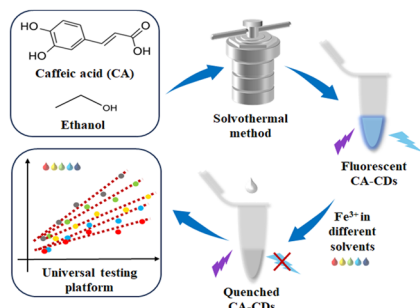 HO
HO
O
OH
Caffeic acid (CA)
OH
Ethanol
Solvothermal
method
Fluorescent
CA-CDs
Fe³⁺ in
different
solvents
Quenched
CA-CDs
Universal testing
platform